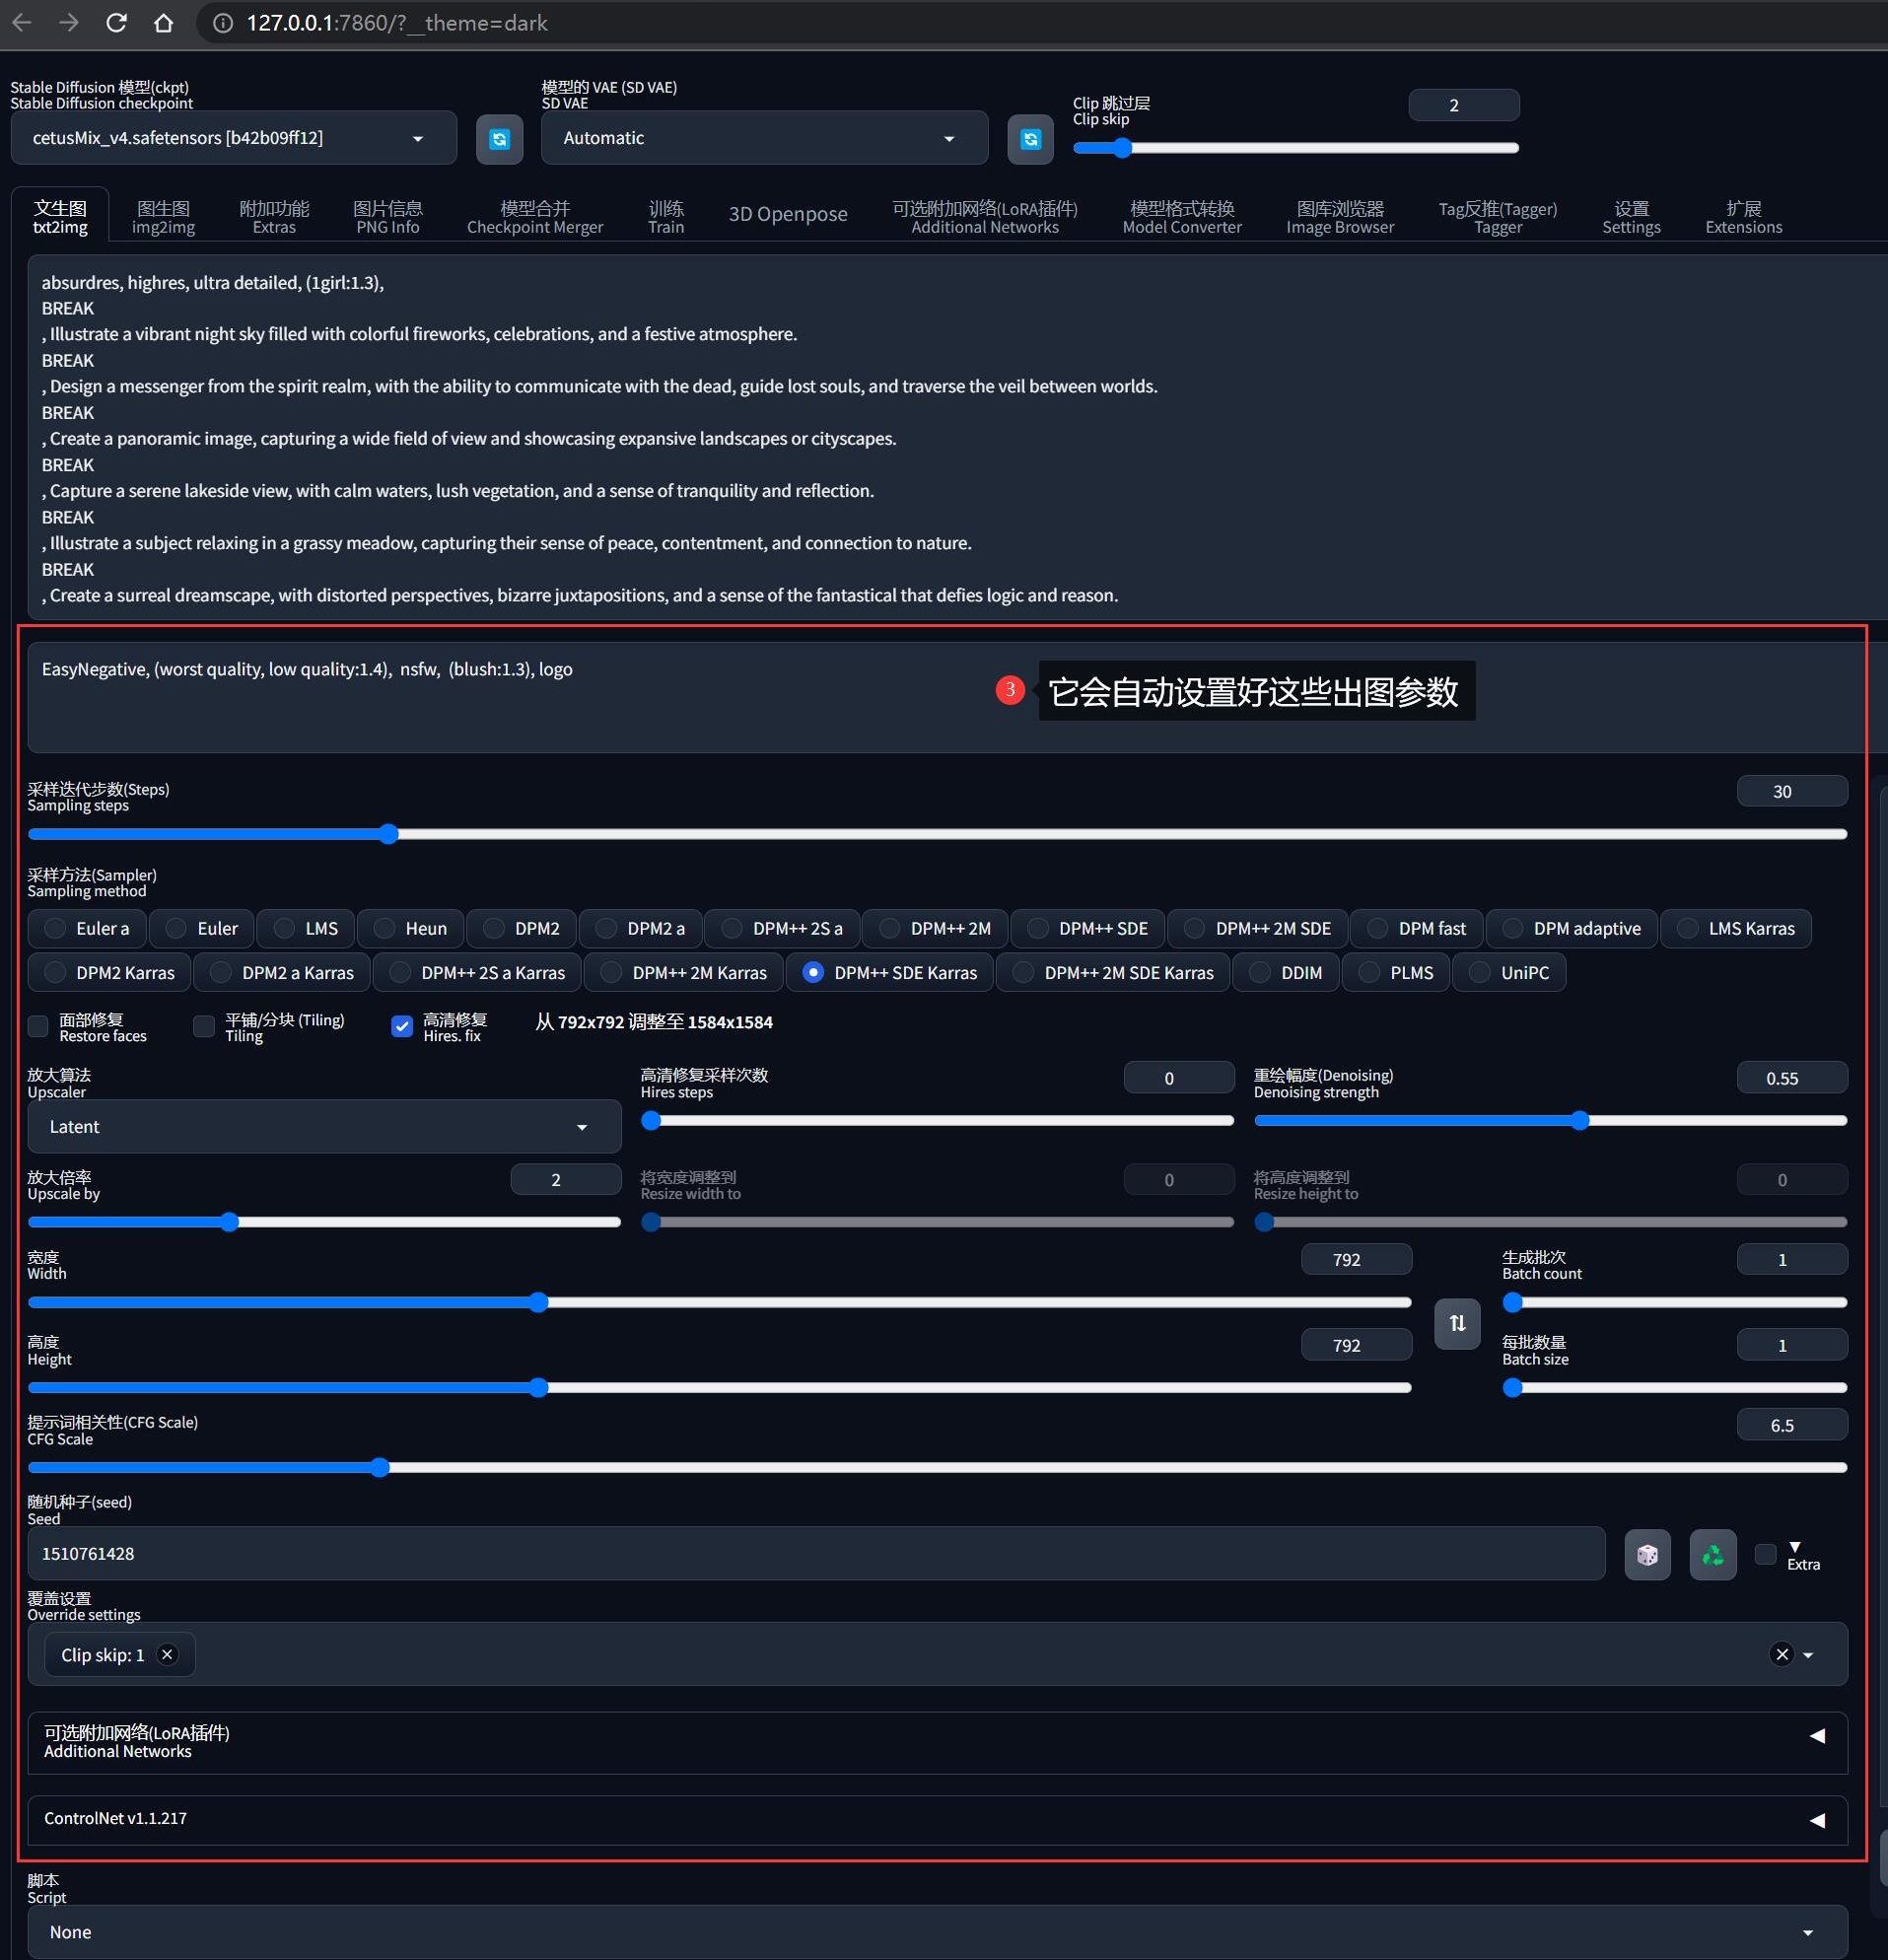 127.0.0.1:7860/?__theme=dark
Stable Diffusion 模型(ckpt)
Stable Diffusion checkpoint
cetusMix_v4.safetensors [b42b09ff12]
模型的 VAE (SD VAE)
SD VAE
Automatic
Clip 跳过层
Clip skip
2
文生图
txt2img
图生图
img2img
附加功能
Extras
图片信息
PNG Info
模型合并
Checkpoint Merger
训练
Train
3D Openpose
可选附加网络(LoRA插件)
Additional Networks
模型格式转换
Model Converter
图库浏览器
Image Browser
Tag反推(Tagger)
Tagger
设置
Settings
扩展
Extensions
absurdres, highres, ultra detailed, (1girl:1.3),
BREAK
, Illustrate a vibrant night sky filled with colorful fireworks, celebrations, and a festive atmosphere.
BREAK
, Design a messenger from the spirit realm, with the ability to communicate with the dead, guide lost souls, and traverse the veil between worlds.
BREAK
, Create a panoramic image, capturing a wide field of view and showcasing expansive landscapes or cityscapes.
BREAK
, Capture a serene lakeside view, with calm waters, lush vegetation, and a sense of tranquility and reflection.
BREAK
, Illustrate a subject relaxing in a grassy meadow, capturing their sense of peace, contentment, and connection to nature.
BREAK
, Create a surreal dreamscape, with distorted perspectives, bizarre juxtapositions, and a sense of the fantastical that defies logic and reason.
EasyNegative, (worst quality, low quality:1.4), nsfw, (blush:1.3), logo
3 它会自动设置好这些出图参数
采样迭代步数(Steps)
Sampling steps
30
采样方法(Sampler)
Sampling method
Euler a Euler LMS Heun DPM2 DPM2 a DPM++ 2S a DPM++ 2M DPM++ SDE DPM++ 2M SDE DPM fast DPM adaptive LMS Karras
DPM2 Karras DPM2 a Karras DPM++ 2S a Karras DPM++ 2M Karras DPM++ SDE Karras DPM++ 2M SDE Karras DDIM PLMS UniPC
面部修复
Restore faces
平铺/分块 (Tiling)
Tiling
高清修复
Hires. fix
从 792x792 调整至 1584x1584
放大算法
Upscaler
Latent
高清修复采样次数
Hires steps
0
重绘幅度(Denoising)
Denoising strength
0.55
放大倍率
Upscale by
2
将宽度调整到
Resize width to
0
将高度调整到
Resize height to
0
宽度
Width
792
生成批次
Batch count
1
高度
Height
792
每批数量
Batch size
1
提示词相关性(CFG Scale)
CFG Scale
6.5
随机种子(seed)
Seed
1510761428
Extra
覆盖设置
Override settings
Clip skip: 1
可选附加网络(LoRA插件)
Additional Networks
ControlNet v1.1.217
脚本
Script
None